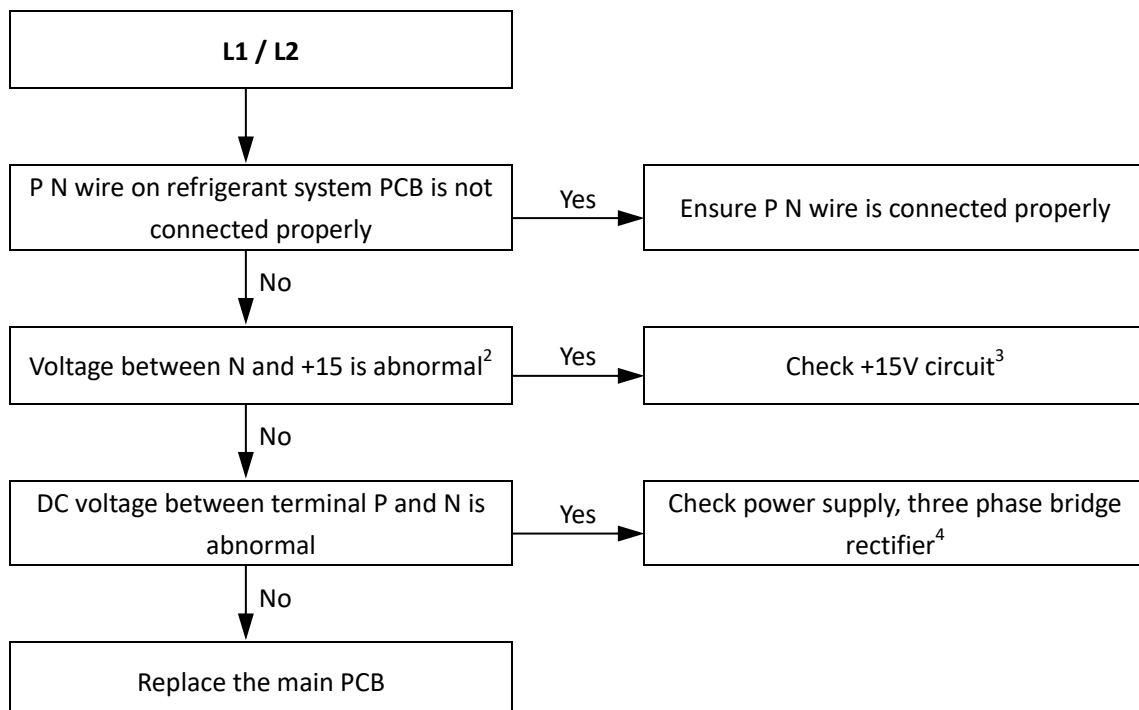 L1 / L2
P N wire on refrigerant system PCB is not
connected properly
Yes
Ensure P N wire is connected properly
No
Voltage between N and +15 is abnormal²
Yes
Check +15V circuit³
No
DC voltage between terminal P and N is
abnormal
Yes
Check power supply, three phase bridge
rectifier⁴
No
Replace the main PCB